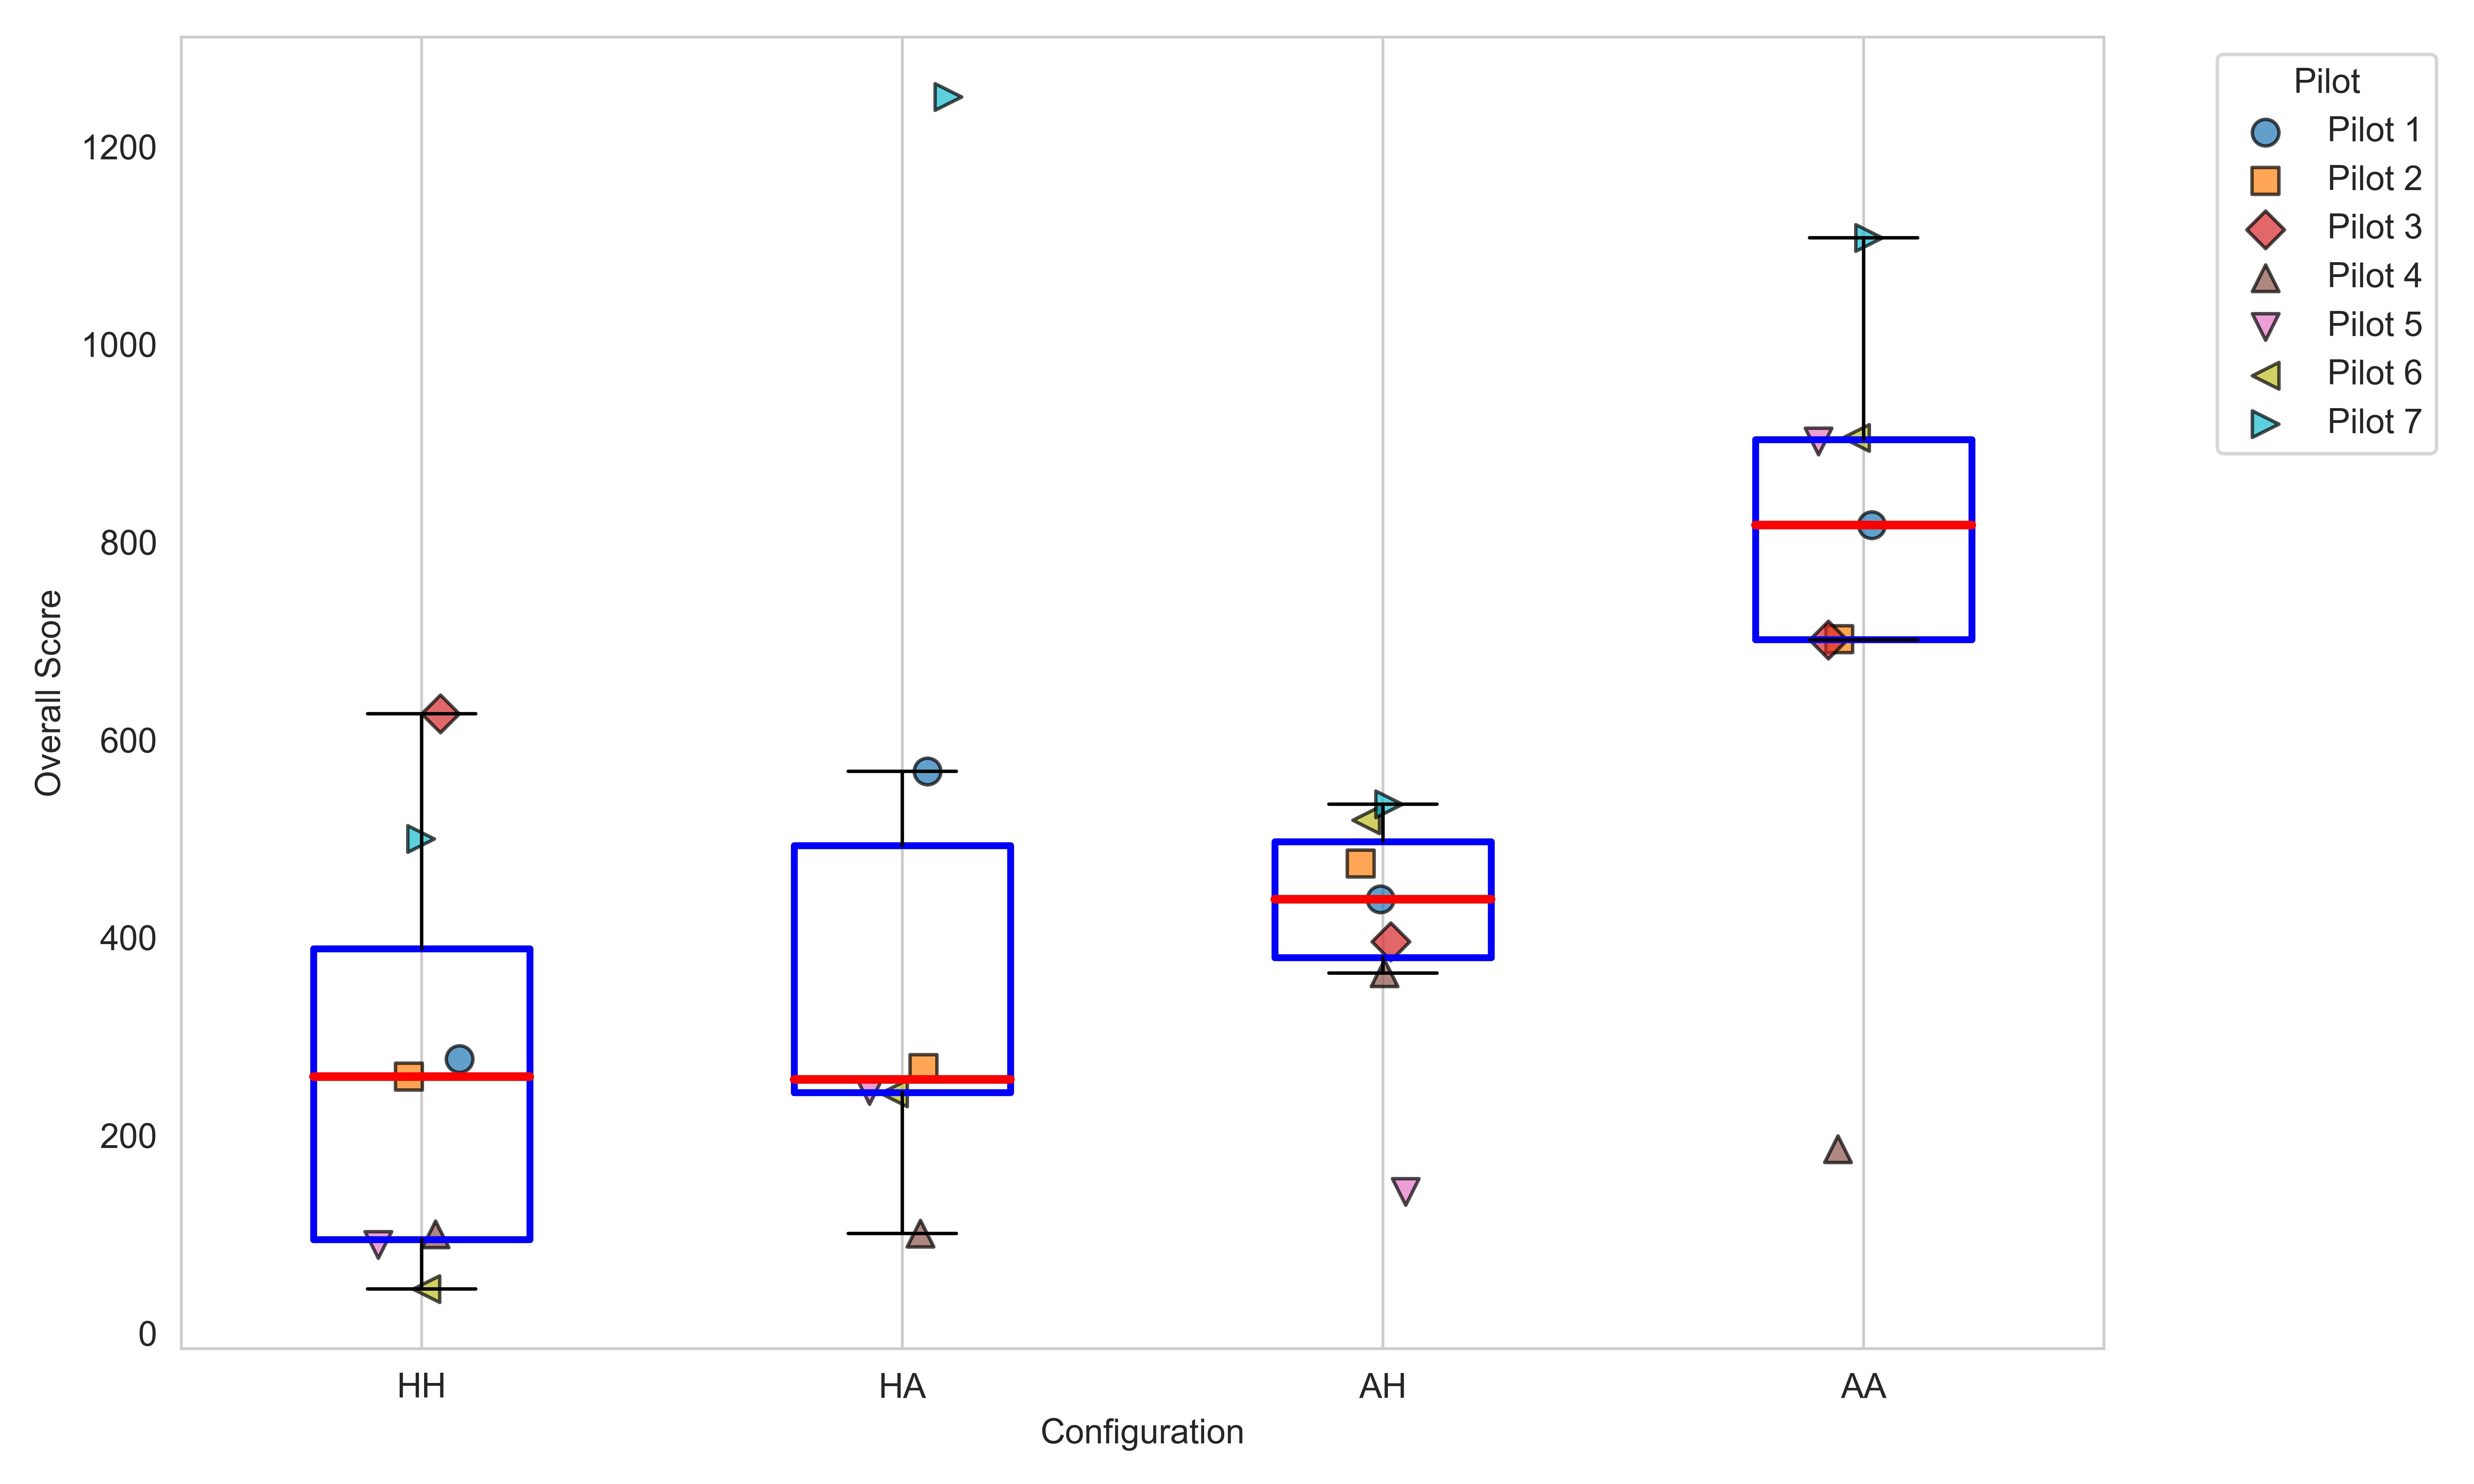 1200
1000
800
600
400
200
0
Overall Score
HH
HA
AH
AA
Configuration
Pilot
Pilot 1
Pilot 2
Pilot 3
Pilot 4
Pilot 5
Pilot 6
Pilot 7